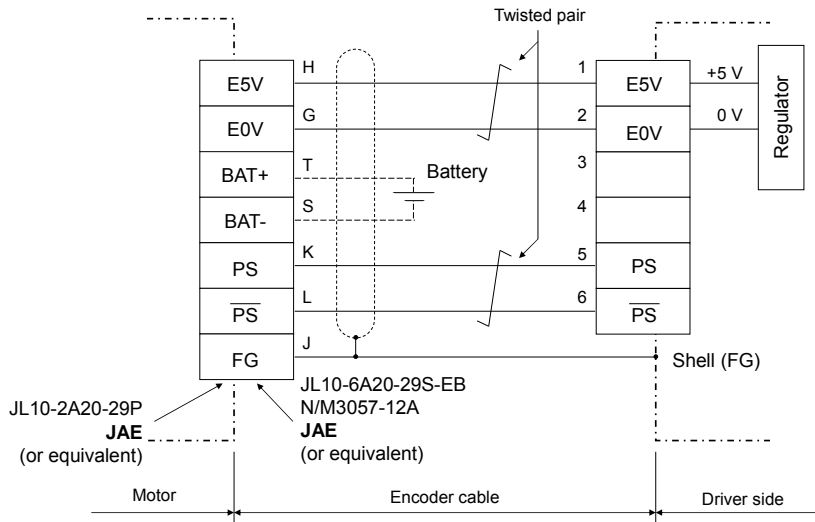 Twisted pair
E5V H 1 E5V +5 V
E0V G 2 E0V 0 V
Regulator
BAT+ T Battery 3
BAT- S 4
PS K 5 PS
P̅S̅ L 6 P̅S̅
FG J Shell (FG)
JL10-2A20-29P
JAE
(or equivalent)
JL10-6A20-29S-EB
N/M3057-12A
JAE
(or equivalent)
Motor Encoder cable Driver side